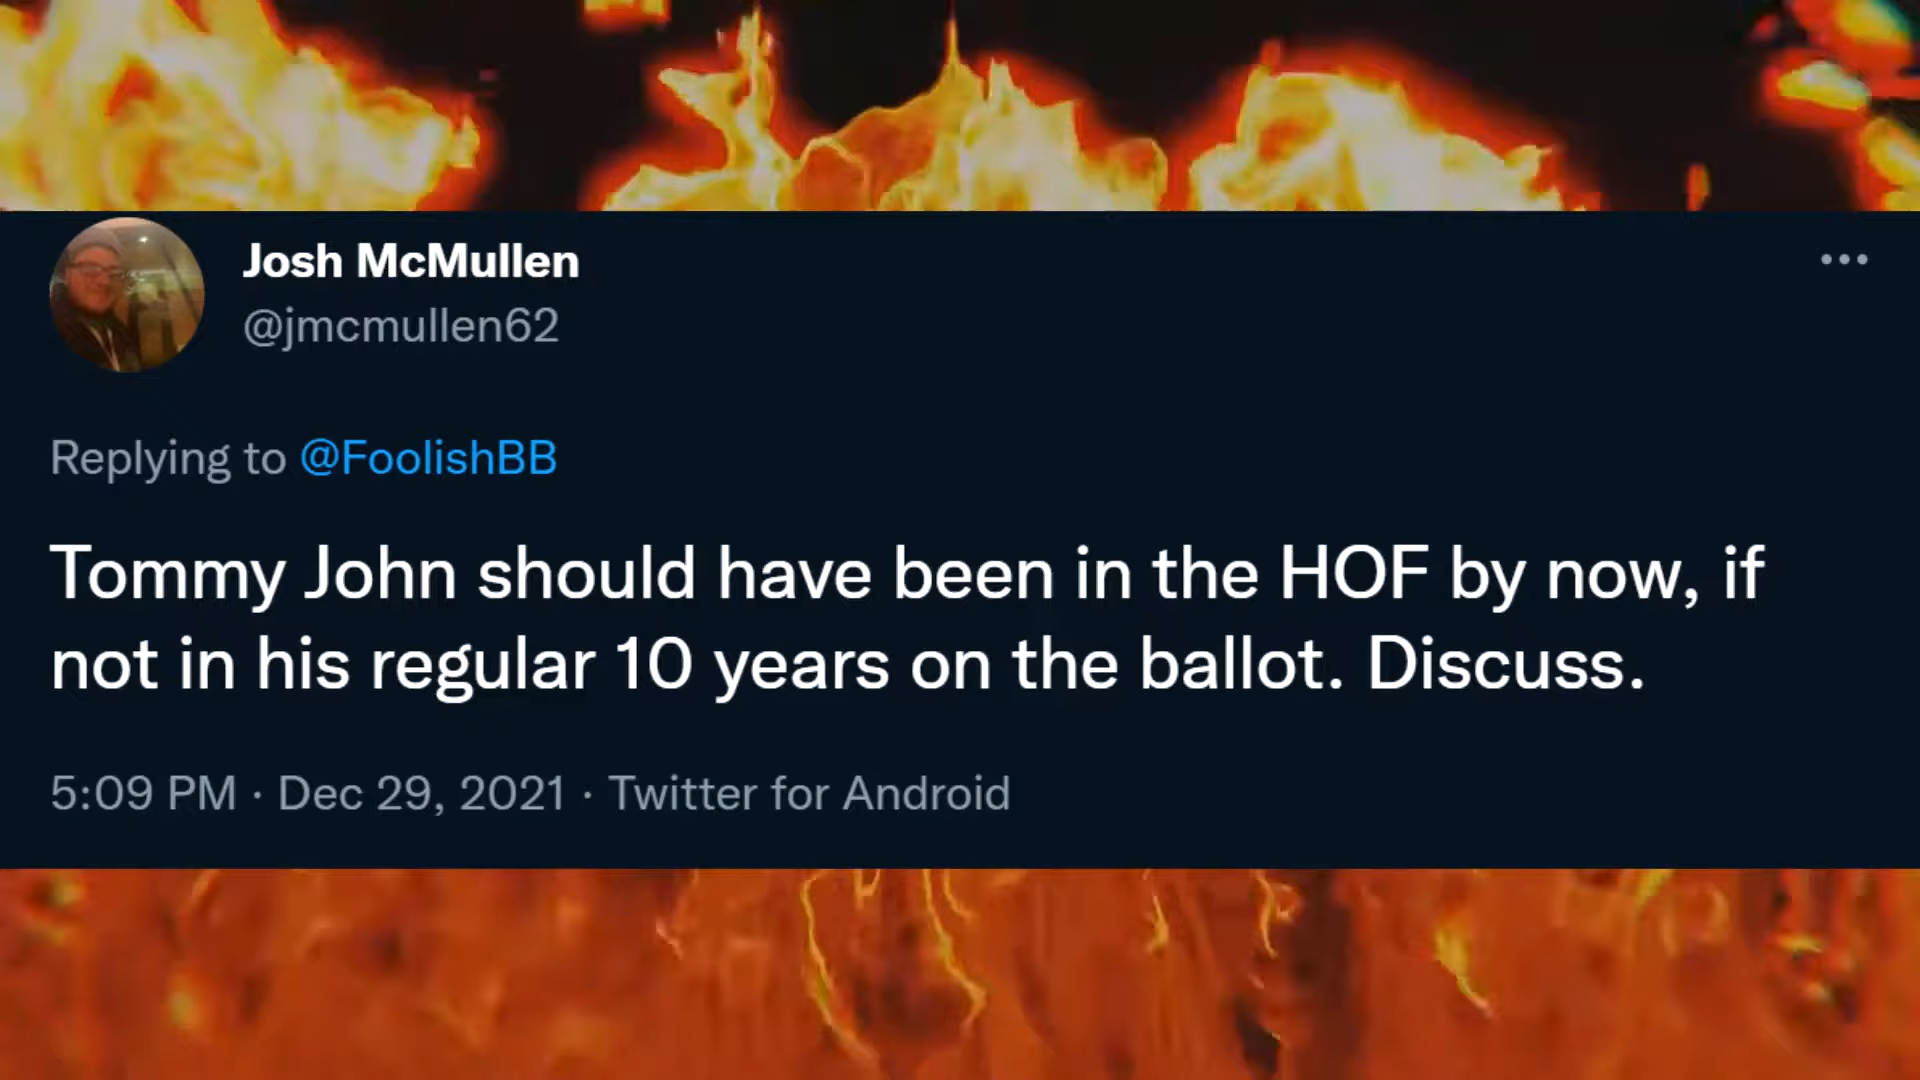 Josh McMullen
@jmcmullen62
Replying to @FoolishBB
Tommy John should have been in the HOF by now, if
not in his regular 10 years on the ballot. Discuss.
5:09 PM · Dec 29, 2021 · Twitter for Android